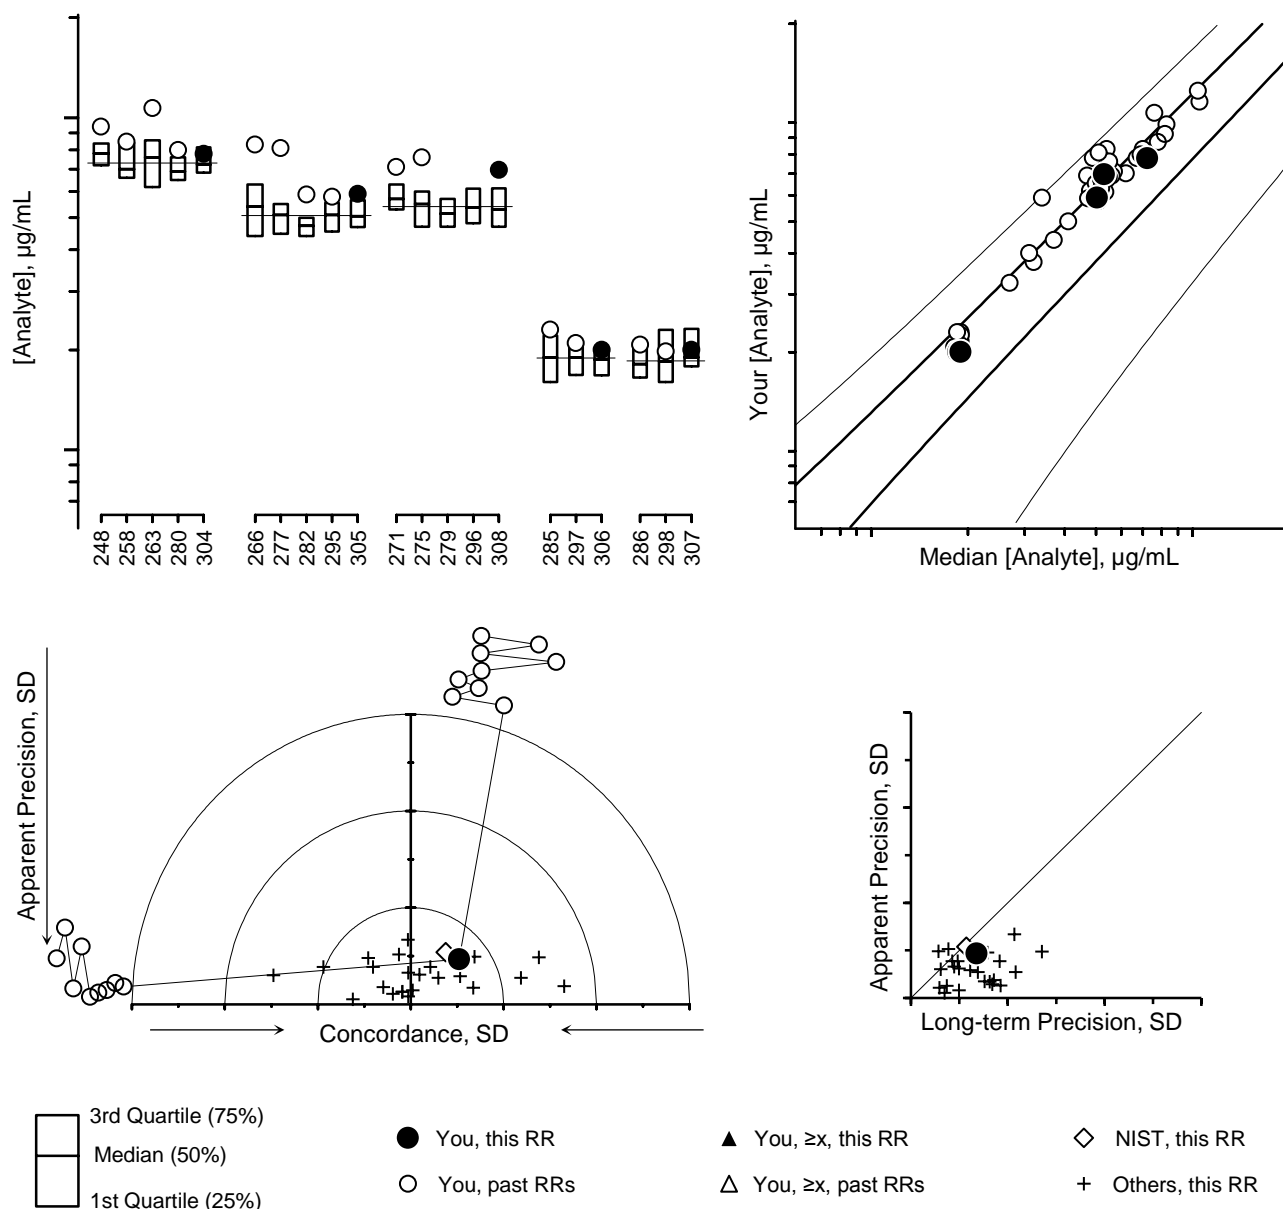 [Analyte], µg/mL
248 258 263 280 304 266 277 282 295 305 271 275 279 296 308 285 297 306 286 298 307
Your [Analyte], µg/mL
Median [Analyte], µg/mL
Apparent Precision, SD
Concordance, SD
Apparent Precision, SD
Long-term Precision, SD
3rd Quartile (75%)
Median (50%)
1st Quartile (25%)
You, this RR
You, past RRs
You, ≥x, this RR
You, ≥x, past RRs
NIST, this RR
Others, this RR